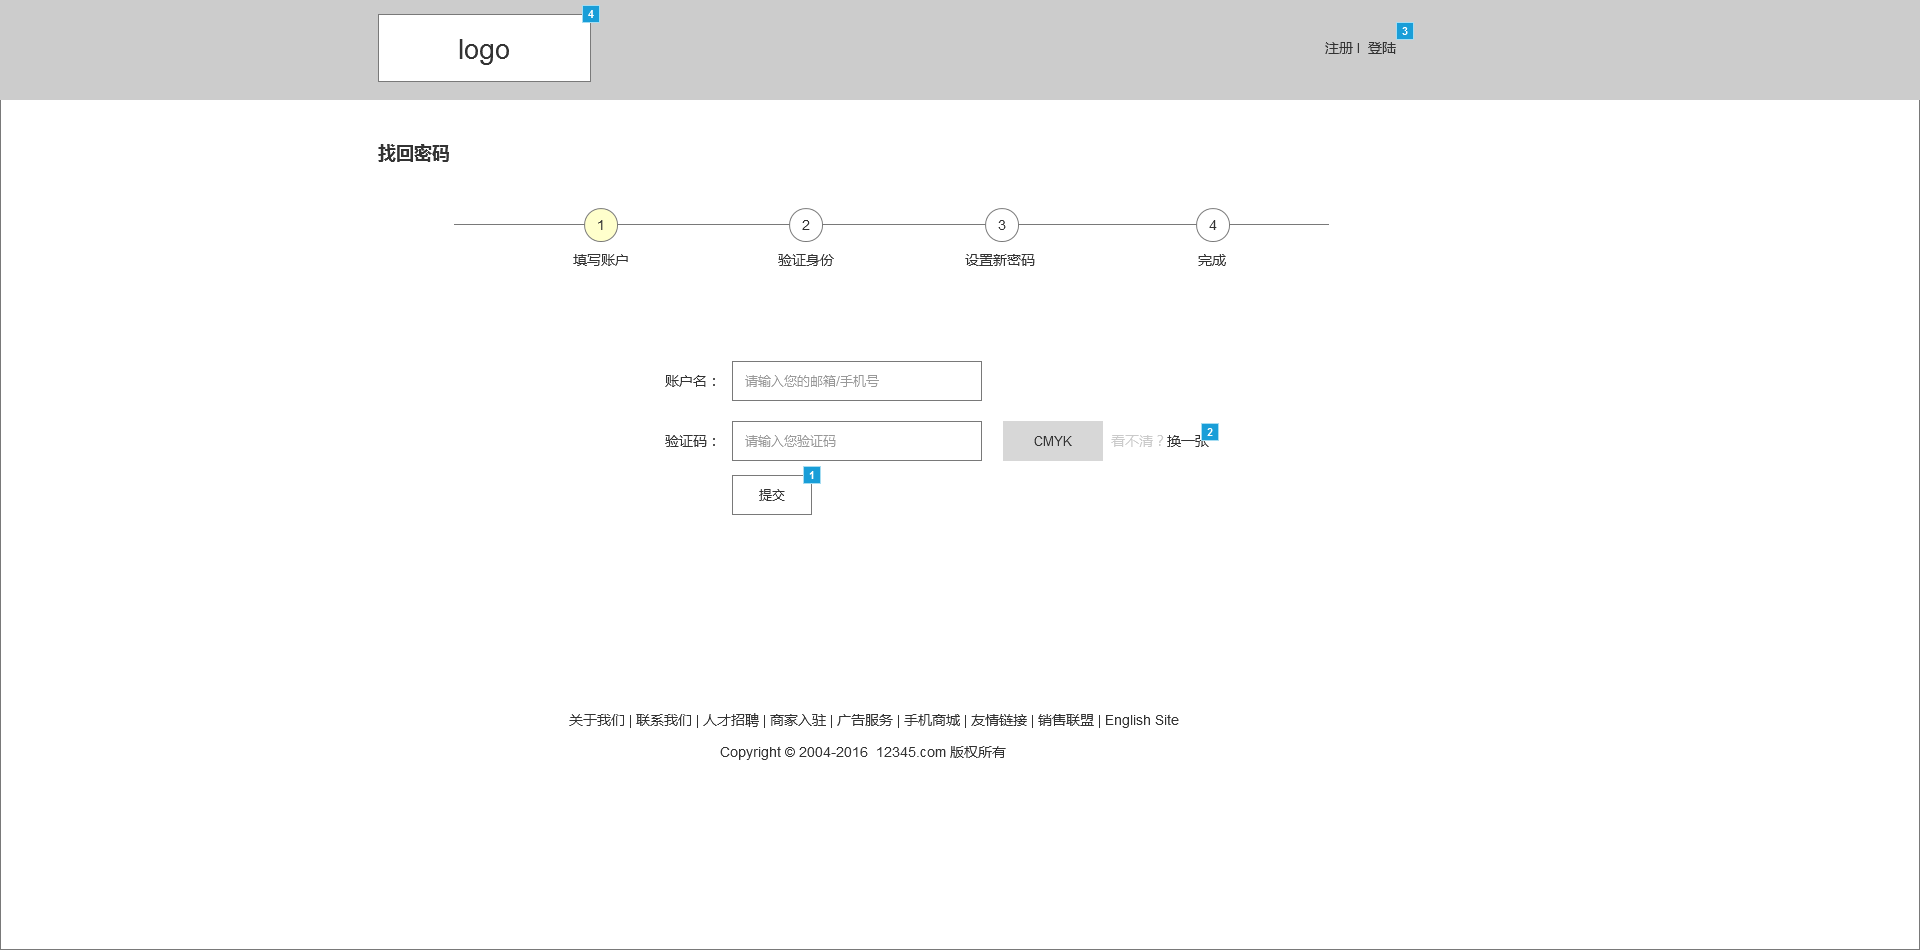 logo
4
注册 | 登陆
3
找回密码
1 2 3 4
填写账户 验证身份 设置新密码 完成
账户名： 请输入您的邮箱/手机号
验证码： 请输入您验证码 CMYK 看不清？换一张
2
提交
1
关于我们 | 联系我们 | 人才招聘 | 商家入驻 | 广告服务 | 手机商城 | 友情链接 | 销售联盟 | English Site
Copyright © 2004-2016  12345.com 版权所有